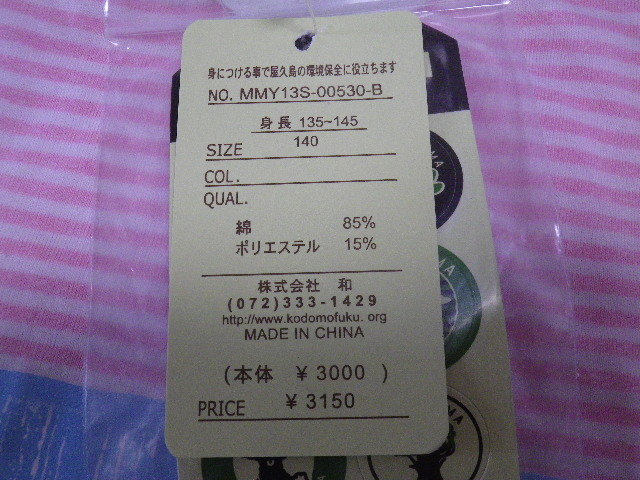 身につける事で屋久島の環境保全に役立ちます
NO. MMY13S-00530-B
身長 135~145
SIZE 140
COL.
QUAL.
綿 85%
ポリエステル 15%
株式会社 和
(072)333-1429
http://www.kodomofuku. org
MADE IN CHINA
(本体 ¥3000 )
PRICE ¥3150
MA
MA
MA